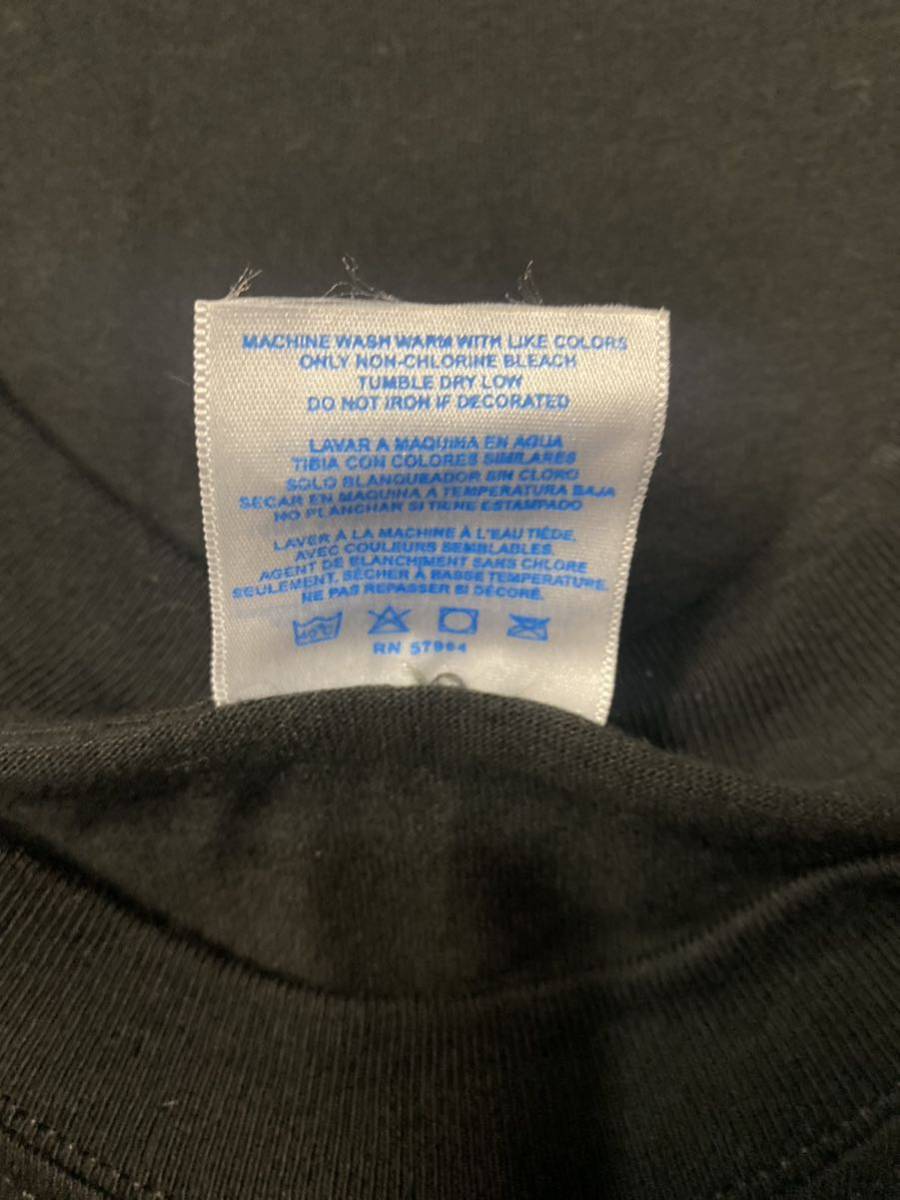 MACHINE WASH WARM WITH LIKE COLORS
ONLY NON-CHLORINE BLEACH
TUMBLE DRY LOW
DO NOT IRON IF DECORATED
LAVAR A MAQUINA EN AQUA
TIBIA CON COLORES SIMILARES
SOLO BLANQUEADOR SIN CLORO
SECAR EN MAQUINA A TEMPERATURA BAJA
NO PLANCHAR SI TIENE ESTAMPADO
LAVER A LA MACHINE À L'EAU TIÈDE,
AVEC COULEURS SEMBLABLES.
AGENT DE BLANCHIMENT SANS CHLORE
SEULEMENT. SÉCHER À BASSE TEMPERATURE.
NE PAS REPASSER SI DÉCORÉ.
40°C
RN 57994